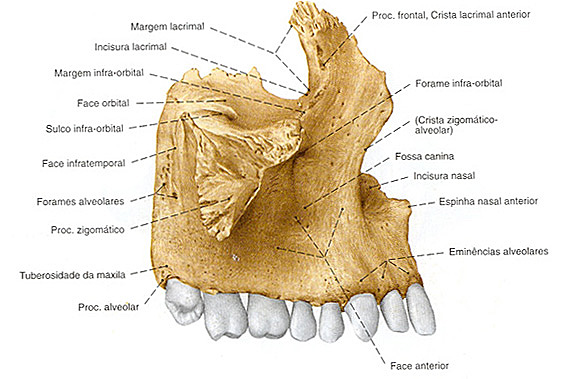 Margem lacrimal
Incisura lacrimal
Margem infra-orbital
Face orbital
Sulco infra-orbital
Face infratemporal
Forames alveolares
Proc. zigomático
Tuberosidade da maxila
Proc. alveolar
Proc. frontal, Crista lacrimal anterior
Forame infra-orbital
(Crista zigomático-
alveolar)
Fossa canina
Incisura nasal
Espinha nasal anterior
Eminências alveolares
Face anterior